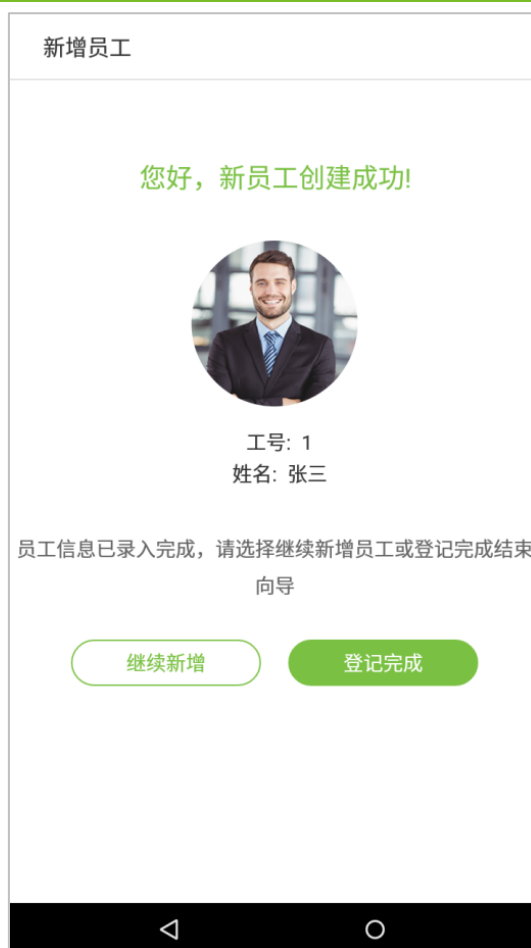 新增员工
您好，新员工创建成功!
工号: 1
姓名: 张三
员工信息已录入完成，请选择继续新增员工或登记完成结束
向导
继续新增
登记完成